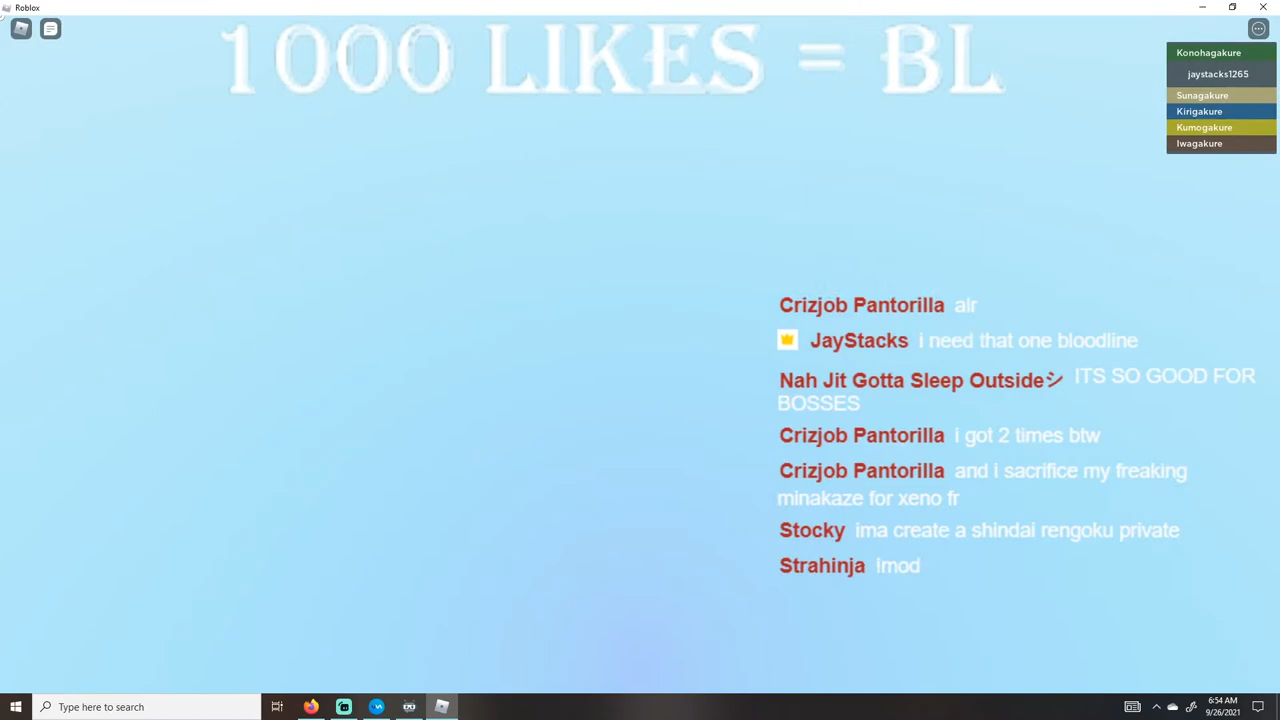 Roblox
1000 LIKES = BL
Konohagakure
jaystacks1265
Sunagakure
Kirigakure
Kumogakure
Iwagakure
Crizjob Pantorilla alr
JayStacks i need that one bloodline
Nah Jit Gotta Sleep Outsideシ ITS SO GOOD FOR
BOSSES
Crizjob Pantorilla i got 2 times btw
Crizjob Pantorilla and i sacrifice my freaking
minakaze for xeno fr
Stocky ima create a shindai rengoku private
Strahinja !mod
Type here to search
6:54 AM
9/26/2021